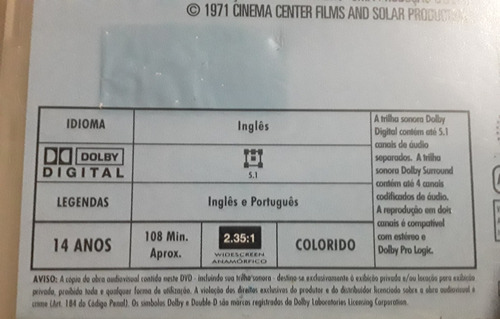 © 1971 CINEMA CENTER FILMS AND SOLAR PRODUCT
IDIOMA
Inglês
DOLBY
DIGITAL
5.1
LEGENDAS
Inglês e Português
14 ANOS
108 Min.
Aprox.
2.35:1
WIDESCREEN
ANAMÓRFICO
COLORIDO
A trilha sonora Dolby
Digital contém até 5.1
canais de áudio
separados. A trilha
sonora Dolby Surround
contém até 4 canais
codificados de áudio.
A reprodução em dois
canais é compatível
com estéreo e
Dolby Pro Logic.
AVISO: A cópia da obra audiovisual contida neste DVD - incluindo sua trilha sonora - destina-se exclusivamente à exibição privada e/ou locação para exibição
privada, proibida toda e qualquer forma de utilização. A violação dos direitos exclusivos do produtor e do distribuidor licenciado sobre a obra audiovisual é
crime (Art. 184 do Código Penal). Os símbolos Dolby e Double-D são marcas registradas da Dolby Laboratories Licensing Corporation.